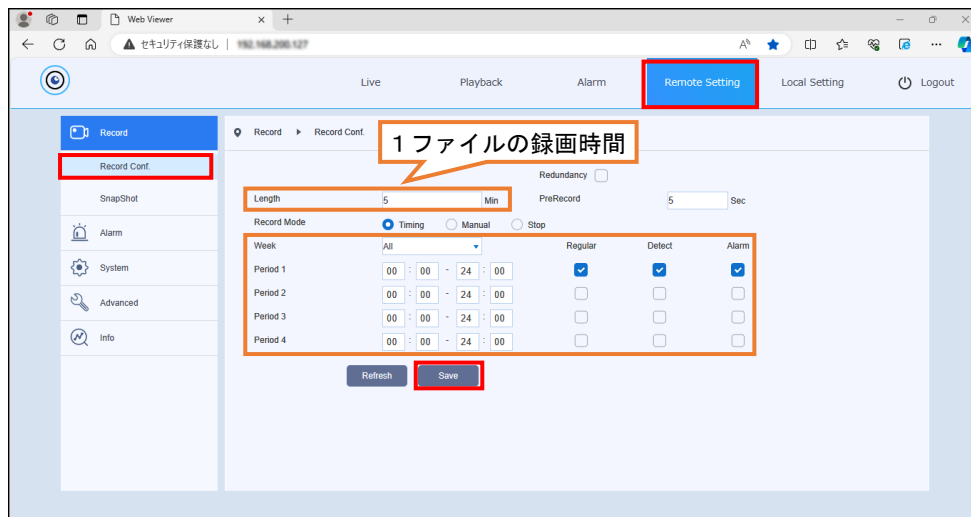 Web Viewer
セキュリティ保護なし
192.168.200.127
Live Playback Alarm Remote Setting Local Setting Logout
Record
Record Conf.
SnapShot
Alarm
System
Advanced
Info
Record Record Conf.
1ファイルの録画時間
Redundancy
Length 5 Min PreRecord 5 Sec
Record Mode Timing Manual Stop
Week All Regular Detect Alarm
Period 1 00 : 00 - 24 : 00
Period 2 00 : 00 - 24 : 00
Period 3 00 : 00 - 24 : 00
Period 4 00 : 00 - 24 : 00
Refresh Save